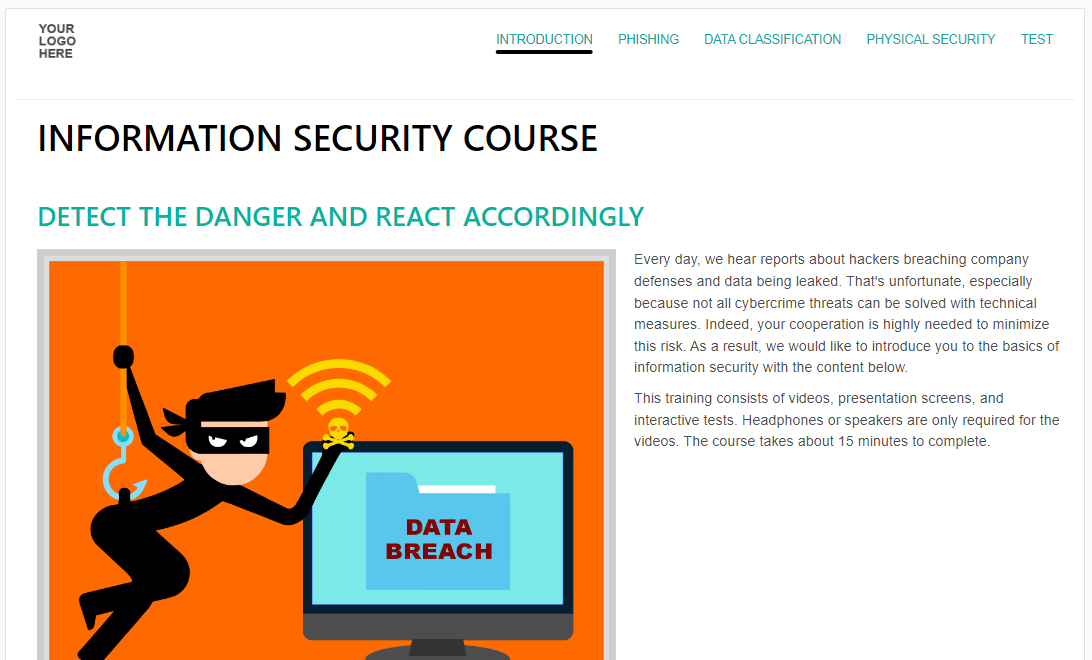 YOUR
LOGO
HERE
INTRODUCTION PHISHING DATA CLASSIFICATION PHYSICAL SECURITY TEST
INFORMATION SECURITY COURSE
DETECT THE DANGER AND REACT ACCORDINGLY
Every day, we hear reports about hackers breaching company
defenses and data being leaked. That's unfortunate, especially
because not all cybercrime threats can be solved with technical
measures. Indeed, your cooperation is highly needed to minimize
this risk. As a result, we would like to introduce you to the basics of
information security with the content below.
This training consists of videos, presentation screens, and
interactive tests. Headphones or speakers are only required for the
videos. The course takes about 15 minutes to complete.
DATA
BREACH